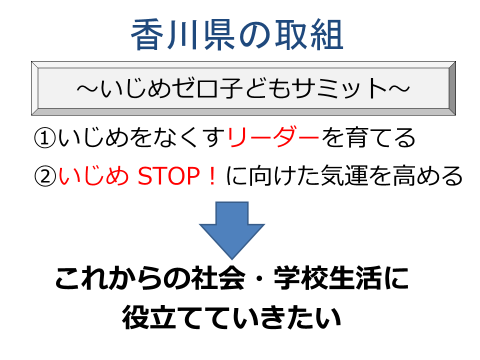 香川県の取組
～いじめゼロ子どもサミット～
①いじめをなくすリーダーを育てる
②いじめ STOP！に向けた気運を高める
これからの社会・学校生活に
役立てていきたい